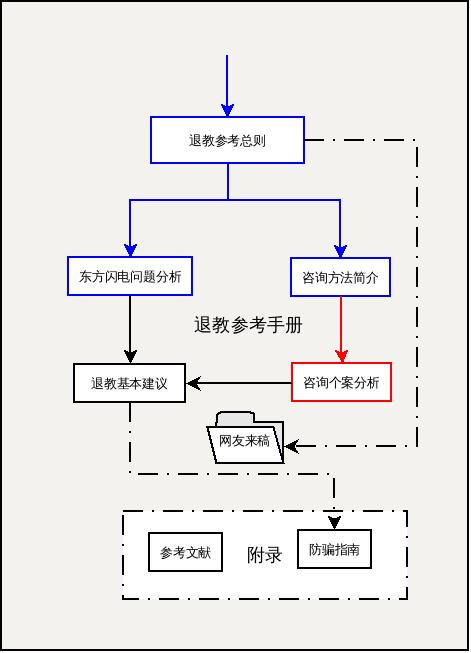 退教参考总则
东方闪电问题分析
咨询方法简介
退教参考手册
退教基本建议
咨询个案分析
网友来稿
参考文献
附录
防骗指南